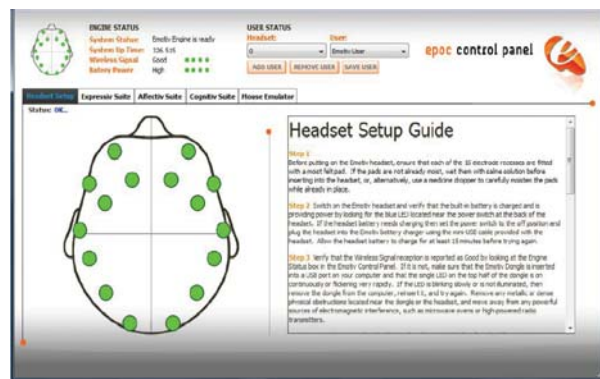 ENGINE STATUS
System Status: Emotiv Engine is ready
System Up Time:
Wireless Signal Good
Battery Power High
USER STATUS
Headset: User:
0 Emotiv User
ADD USER REMOVE USER SAVE USER
epoc control panel
Headset Setup Expressiv Suite Affectiv Suite Cognitiv Suite Mouse Emulator
Status: OK..
Headset Setup Guide
Step 1
Before putting on the Emotiv headset, ensure that each of the 16 electrode recesses are fitted
with a moist felt pad. If the pads are not already moist, wet them with saline solution before
inserting into the headset, or, alternatively, use a medicine dropper to carefully moisten the pads
while already in place.
Step 2 Switch on the Emotiv headset and verify that the built in battery is charged and is
providing power by looking for the blue LED located near the power switch at the back of the
headset. If the headset battery needs charging then set the power switch to the off position and
plug the headset into the Emotiv battery charger using the mini-USB cable provided with the
headset. Allow the headset battery to charge for at least 15 minutes before trying again.
Step 3 Verify that the Wireless Signal reception is reported as Good by looking at the Engine
Status box in the Emotiv Control Panel. If it is not, make sure that the Emotiv Dongle is inserted
into a USB port on your computer and that the single LED on the top half of the dongle is on
continuously or flickering very rapidly. If the LED is blinking slowly or is not illuminated, then
remove the dongle from the computer, reinsert it, and try again. Remove any metallic or dense
physical obstructions located near the dongle or the headset, and move away from any powerful
sources of electromagnetic interference, such as microwave ovens or high-powered radio
transmitters.